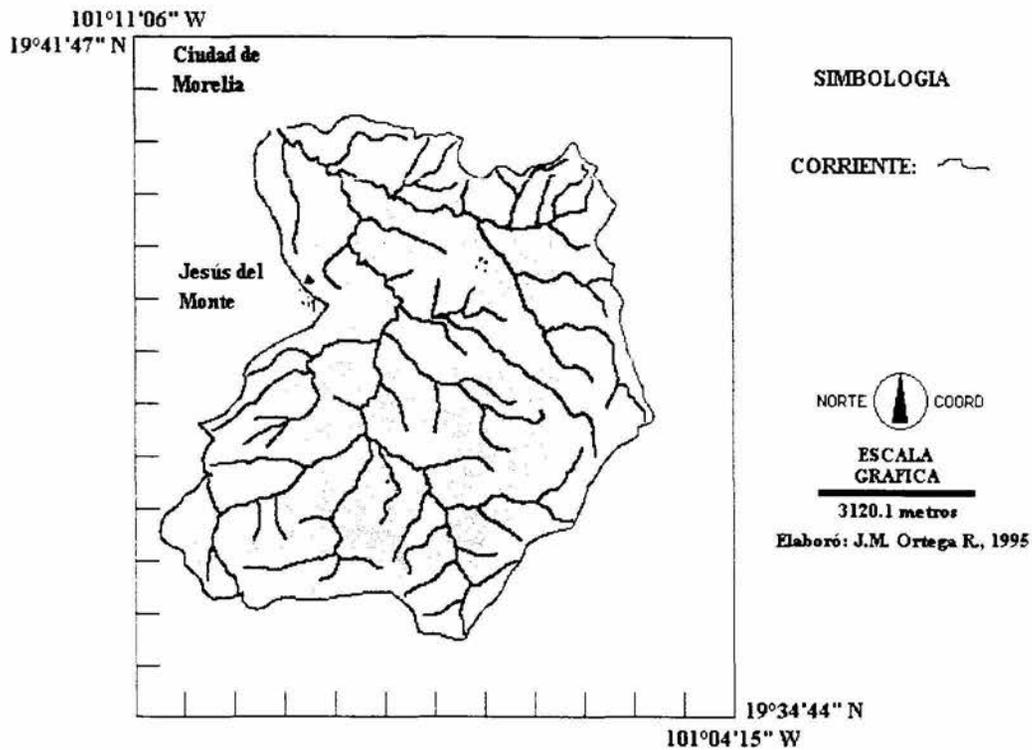 101°11'06" W
19°41'47" N
Ciudad de
Morelia
Jesús del
Monte
SIMBOLOGIA
CORRIENTE:
NORTE
COORD
ESCALA
GRAFICA
3120.1 metros
Elaboró: J.M. Ortega R., 1995
19°34'44" N
101°04'15" W